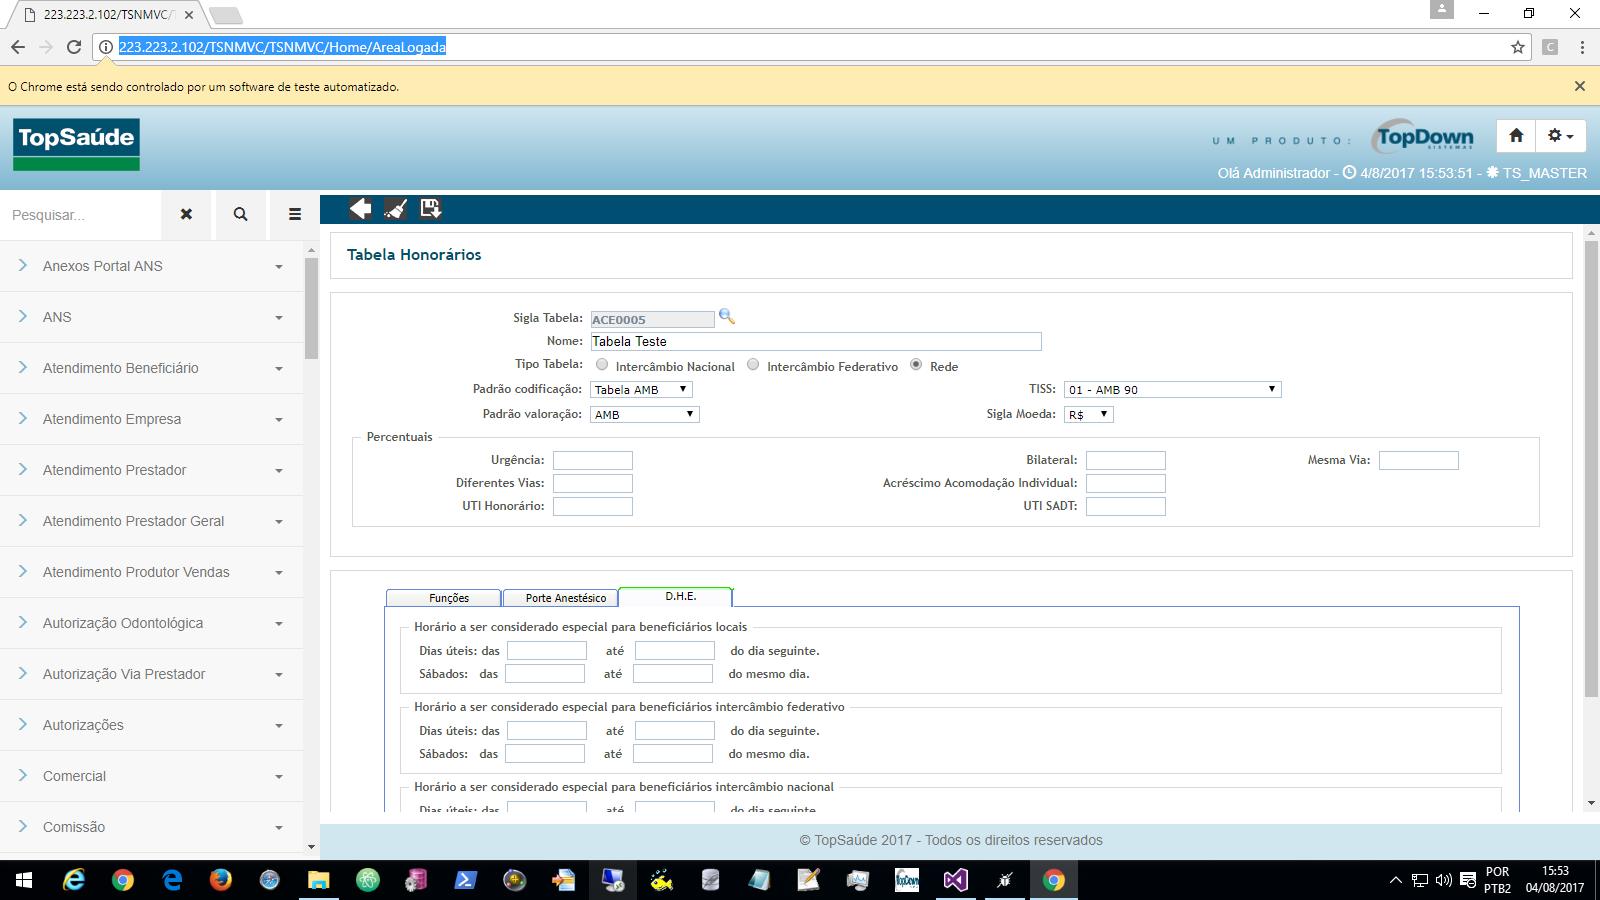 223.223.2.102/TSNMVC/T
223.223.2.102/TSNMVC/TSNMVC/Home/AreaLogada
C
O Chrome está sendo controlado por um software de teste automatizado.
TopSaúde
UM PRODUTO:
TopDown
SISTEMAS
Olá Administrador - 4/8/2017 15:53:51 - TS_MASTER
Pesquisar...
Anexos Portal ANS
ANS
Atendimento Beneficiário
Atendimento Empresa
Atendimento Prestador
Atendimento Prestador Geral
Atendimento Produtor Vendas
Autorização Odontológica
Autorização Via Prestador
Autorizações
Comercial
Comissão
Tabela Honorários
Sigla Tabela: ACE0005
Nome: Tabela Teste
Tipo Tabela: Intercâmbio Nacional Intercâmbio Federativo Rede
Padrão codificação: Tabela AMB TISS: 01 - AMB 90
Padrão valoração: AMB Sigla Moeda: R$
Percentuais
Urgência: Bilateral: Mesma Via:
Diferentes Vias: Acréscimo Acomodação Individual:
UTI Honorário: UTI SADT:
Funções Porte Anestésico D.H.E.
Horário a ser considerado especial para beneficiários locais
Dias úteis: das até do dia seguinte.
Sábados: das até do mesmo dia.
Horário a ser considerado especial para beneficiários intercâmbio federativo
Dias úteis: das até do dia seguinte.
Sábados: das até do mesmo dia.
Horário a ser considerado especial para beneficiários intercâmbio nacional
Dias úteis: das até do dia seguinte.
© TopSaúde 2017 - Todos os direitos reservados
TopDown
POR
PTB2
15:53
04/08/2017